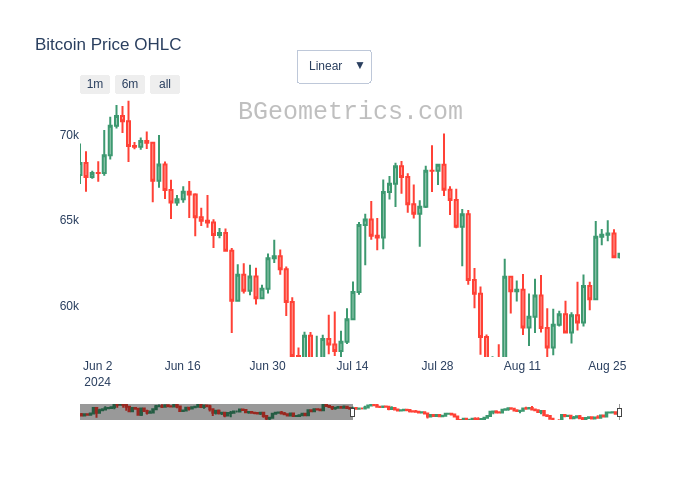 Bitcoin Price OHLC
Linear ▼
1m 6m all
BGeometrics.com
70k
65k
60k
Jun 2 Jun 16 Jun 30 Jul 14 Jul 28 Aug 11 Aug 25
2024